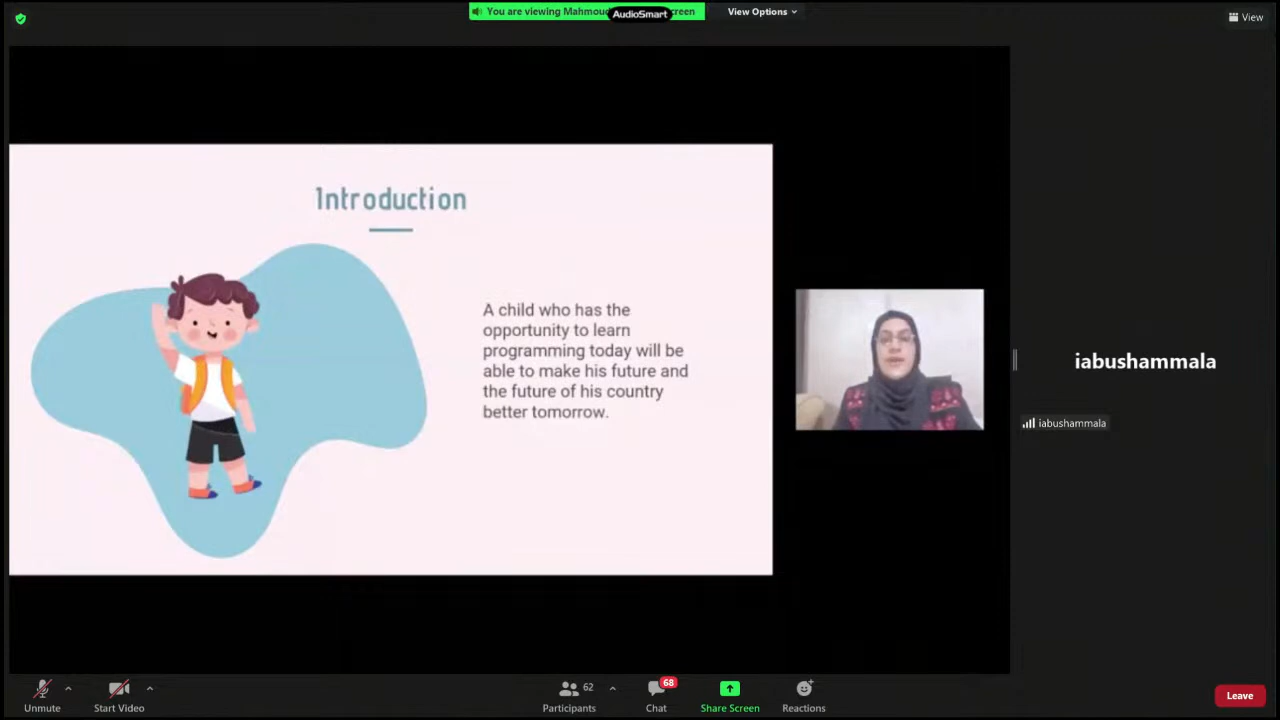 You are viewing Mahmoud
AudioSmart
creen
View Options
View
Introduction
A child who has the
opportunity to learn
programming today will be
able to make his future and
the future of his country
better tomorrow.
iabushammala
iabushammala
Unmute
Start Video
62
Participants
68
Chat
Share Screen
Reactions
Leave